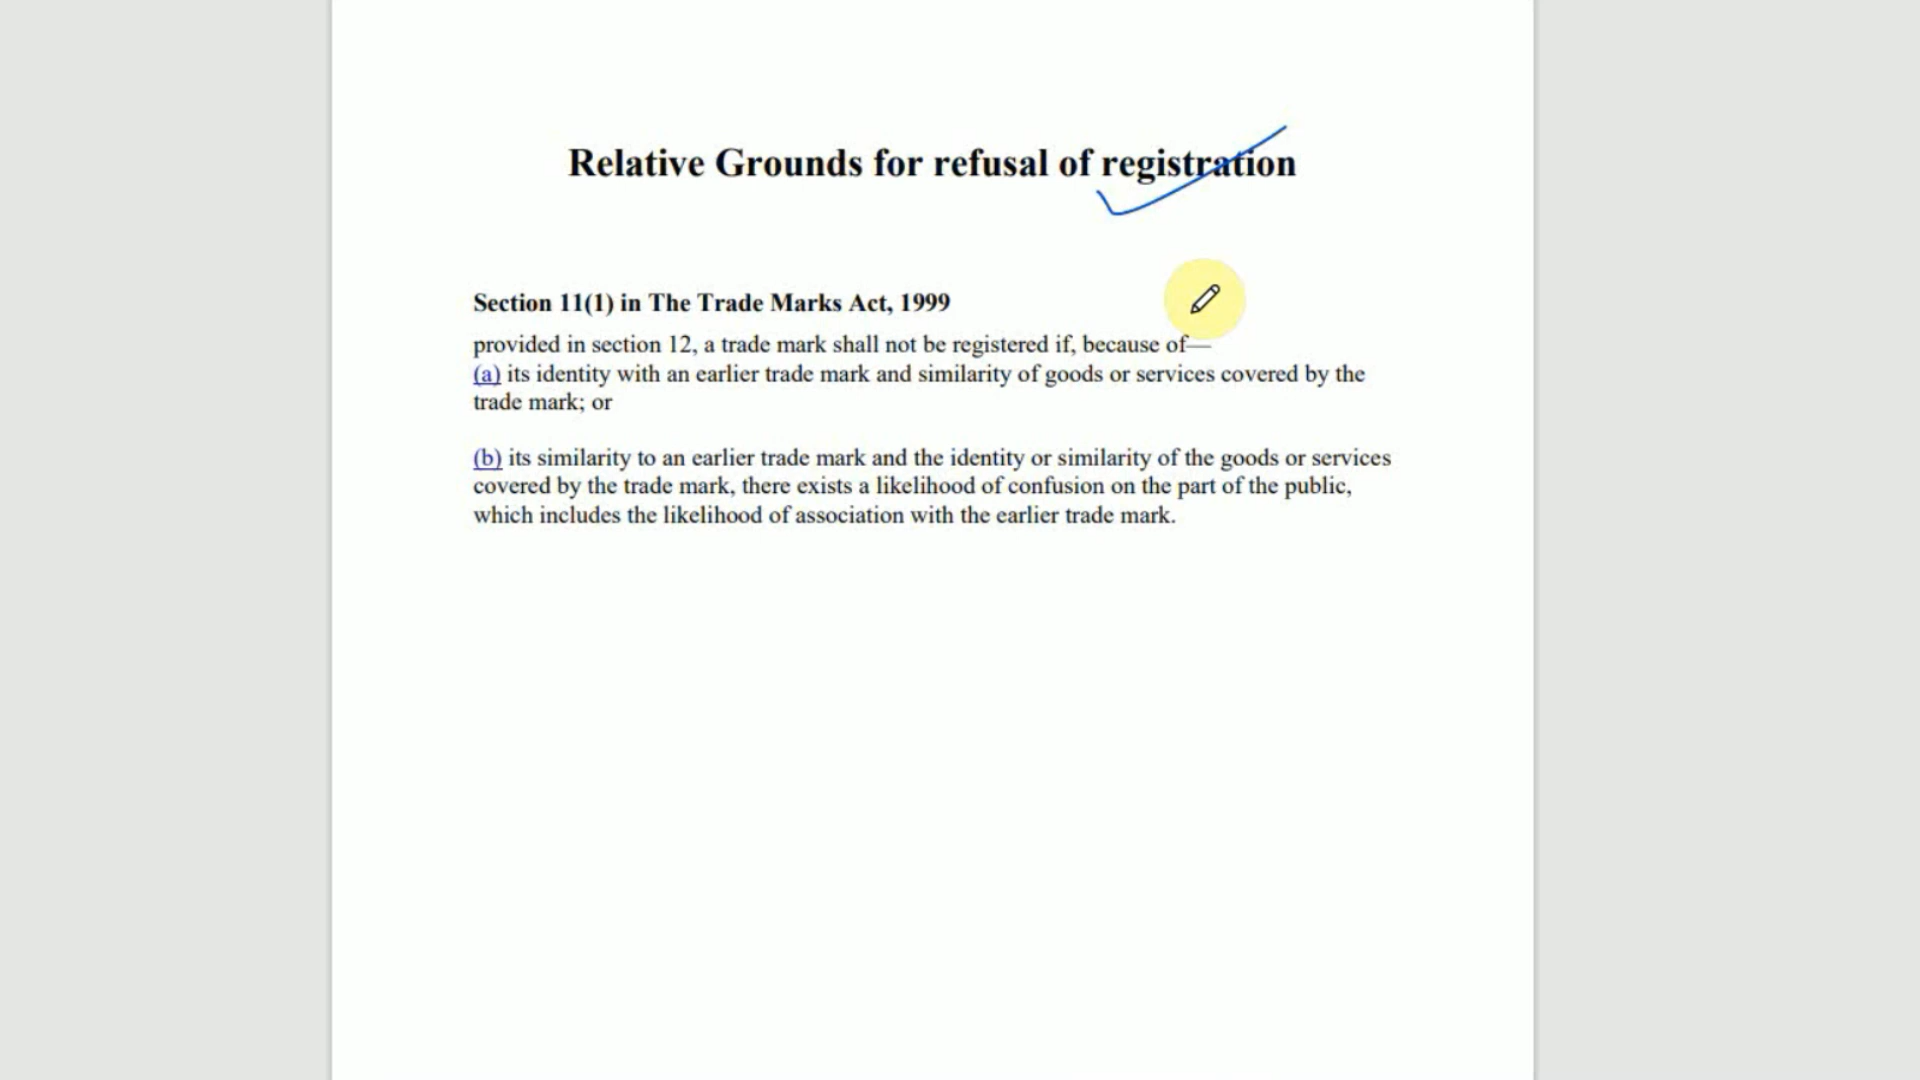 Relative Grounds for refusal of registration
Section 11(1) in The Trade Marks Act, 1999
provided in section 12, a trade mark shall not be registered if, because of—
(a) its identity with an earlier trade mark and similarity of goods or services covered by the
trade mark; or
(b) its similarity to an earlier trade mark and the identity or similarity of the goods or services
covered by the trade mark, there exists a likelihood of confusion on the part of the public,
which includes the likelihood of association with the earlier trade mark.